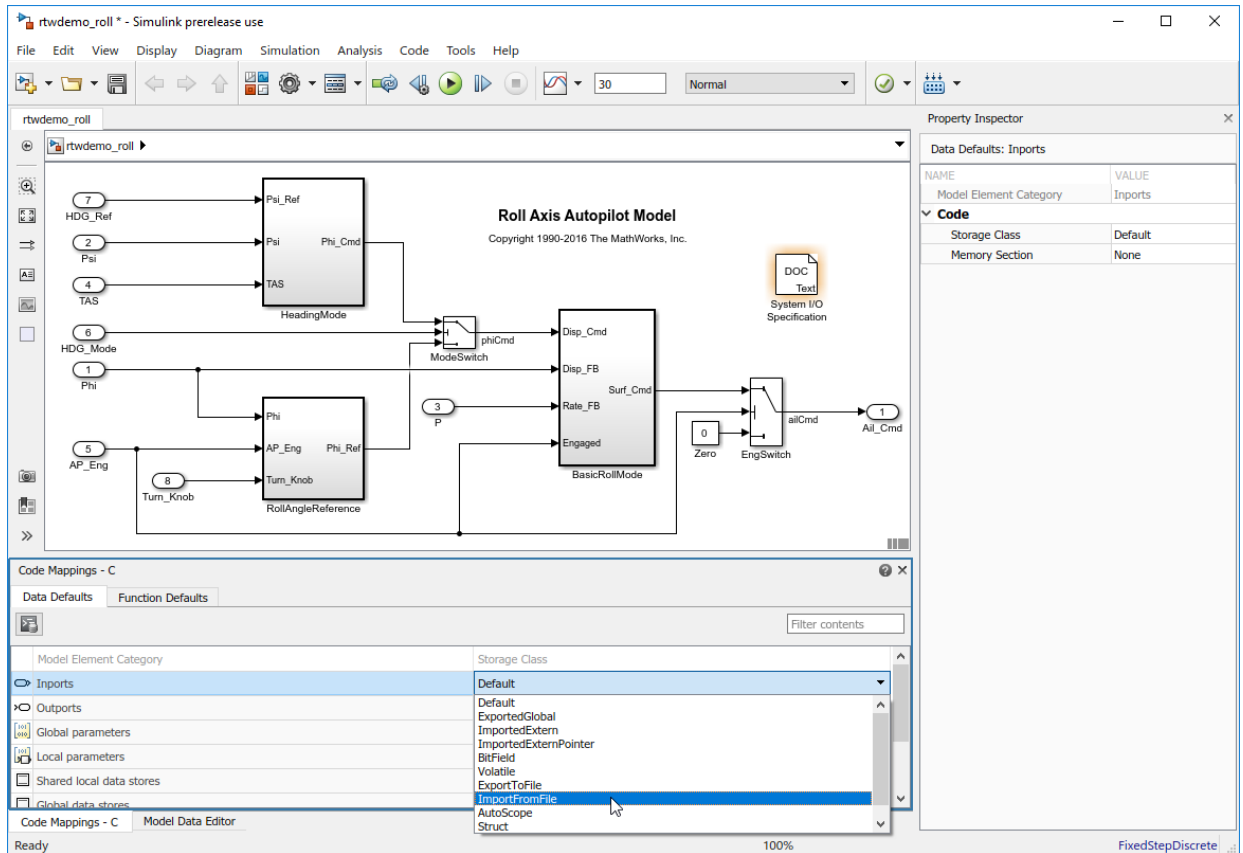 rtwdemo_roll * - Simulink prerelease use
File Edit View Display Diagram Simulation Analysis Code Tools Help
30
Normal
rtwdemo_roll
rtwdemo_roll
Roll Axis Autopilot Model
Copyright 1990-2016 The MathWorks, Inc.
7
HDG_Ref
2
Psi
4
TAS
Psi_Ref
Psi
TAS
Phi_Cmd
HeadingMode
6
HDG_Mode
1
Phi
ModeSwitch
phiCmd
DOC
Text
System I/O
Specification
Disp_Cmd
Disp_FB
Rate_FB
Engaged
Surf_Cmd
BasicRollMode
3
P
Phi
AP_Eng
Turn_Knob
Phi_Ref
RollAngleReference
5
AP_Eng
8
Turn_Knob
0
Zero
EngSwitch
ailCmd
1
Ail_Cmd
Property Inspector
Data Defaults: Inports
NAME VALUE
Model Element Category Inports
Code
Storage Class Default
Memory Section None
Code Mappings - C
Data Defaults Function Defaults
Filter contents
Model Element Category Storage Class
Inports Default
Outports
Global parameters
Local parameters
Shared local data stores
Global data stores
Default
ExportedGlobal
ImportedExtern
ImportedExternPointer
BitField
Volatile
ExportToFile
ImportFromFile
AutoScope
Struct
Code Mappings - C Model Data Editor
Ready 100% FixedStepDiscrete